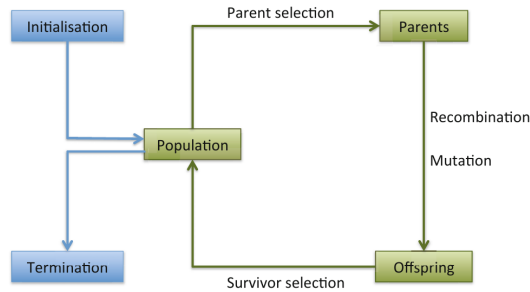 Initialisation
Parent selection
Parents
Population
Recombination
Mutation
Termination
Survivor selection
Offspring